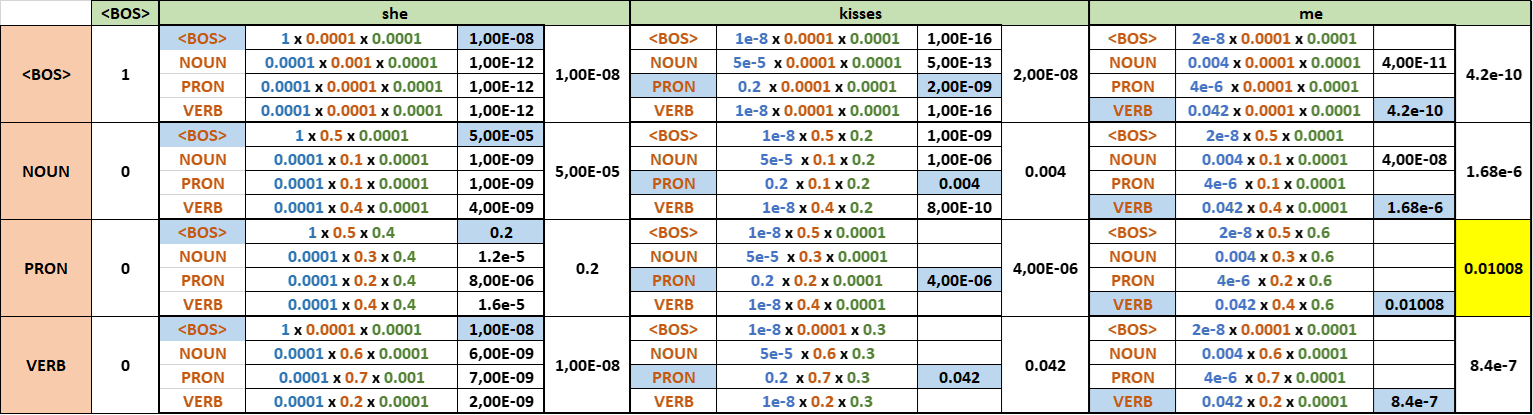 <BOS> she kisses me
<BOS> 1 x 0.0001 x 0.0001 1,00E-08 <BOS> 1e-8 x 0.0001 x 0.0001 1,00E-16 <BOS> 2e-8 x 0.0001 x 0.0001
NOUN 0.0001 x 0.001 x 0.0001 1,00E-12 NOUN 5e-5 x 0.0001 x 0.0001 5,00E-13 NOUN 0.004 x 0.0001 x 0.0001 4,00E-11
<BOS> 1 1,00E-08 2,00E-08 4.2e-10
PRON 0.0001 x 0.0001 x 0.0001 1,00E-12 PRON 0.2 x 0.0001 x 0.0001 2,00E-09 PRON 4e-6 x 0.0001 x 0.0001
VERB 0.0001 x 0.0001 x 0.0001 1,00E-12 VERB 1e-8 x 0.0001 x 0.0001 1,00E-16 VERB 0.042 x 0.0001 x 0.0001 4.2e-10
<BOS> 1 x 0.5 x 0.0001 5,00E-05 <BOS> 1e-8 x 0.5 x 0.2 1,00E-09 <BOS> 2e-8 x 0.5 x 0.0001
NOUN 0.0001 x 0.1 x 0.0001 1,00E-09 NOUN 5e-5 x 0.1 x 0.2 1,00E-06 NOUN 0.004 x 0.1 x 0.0001 4,00E-08
NOUN 0 5,00E-05 0.004 1.68e-6
PRON 0.0001 x 0.1 x 0.0001 1,00E-09 PRON 0.2 x 0.1 x 0.2 0.004 PRON 4e-6 x 0.1 x 0.0001
VERB 0.0001 x 0.4 x 0.0001 4,00E-09 VERB 1e-8 x 0.4 x 0.2 8,00E-10 VERB 0.042 x 0.4 x 0.0001 1.68e-6
<BOS> 1 x 0.5 x 0.4 0.2 <BOS> 1e-8 x 0.5 x 0.0001 <BOS> 2e-8 x 0.5 x 0.6
NOUN 0.0001 x 0.3 x 0.4 1.2e-5 NOUN 5e-5 x 0.3 x 0.0001 NOUN 0.004 x 0.3 x 0.6
PRON 0 0.2 4,00E-06 0.01008
PRON 0.0001 x 0.2 x 0.4 8,00E-06 PRON 0.2 x 0.2 x 0.0001 4,00E-06 PRON 4e-6 x 0.2 x 0.6
VERB 0.0001 x 0.4 x 0.4 1.6e-5 VERB 1e-8 x 0.4 x 0.0001 VERB 0.042 x 0.4 x 0.6 0.01008
<BOS> 1 x 0.0001 x 0.0001 1,00E-08 <BOS> 1e-8 x 0.0001 x 0.3 <BOS> 2e-8 x 0.0001 x 0.0001
NOUN 0.0001 x 0.6 x 0.0001 6,00E-09 NOUN 5e-5 x 0.6 x 0.3 NOUN 0.004 x 0.6 x 0.0001
VERB 0 1,00E-08 0.042 8.4e-7
PRON 0.0001 x 0.7 x 0.001 7,00E-09 PRON 0.2 x 0.7 x 0.3 0.042 PRON 4e-6 x 0.7 x 0.0001
VERB 0.0001 x 0.2 x 0.0001 2,00E-09 VERB 1e-8 x 0.2 x 0.3 VERB 0.042 x 0.2 x 0.0001 8.4e-7